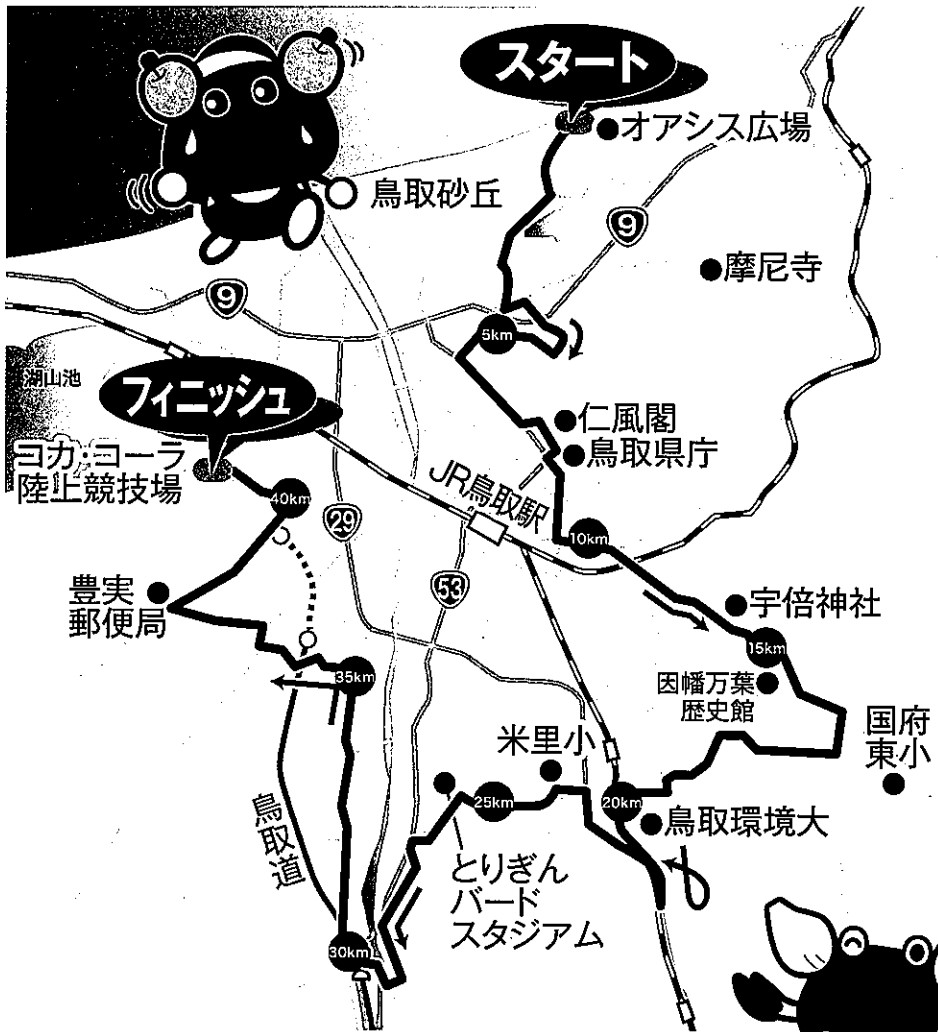 スタート
オアシス広場
鳥取砂丘
9
摩尼寺
9
5km
湖山池
フィニッシュ
仁風閣
鳥取県庁
コカ・コーラ
陸上競技場
JR鳥取駅
40km
29
10km
53
豊実
郵便局
宇倍神社
15km
35km
因幡万葉
歴史館
国府
東小
米里小
20km
25km
鳥取環境大
鳥取道
とりぎん
バード
スタジアム
30km